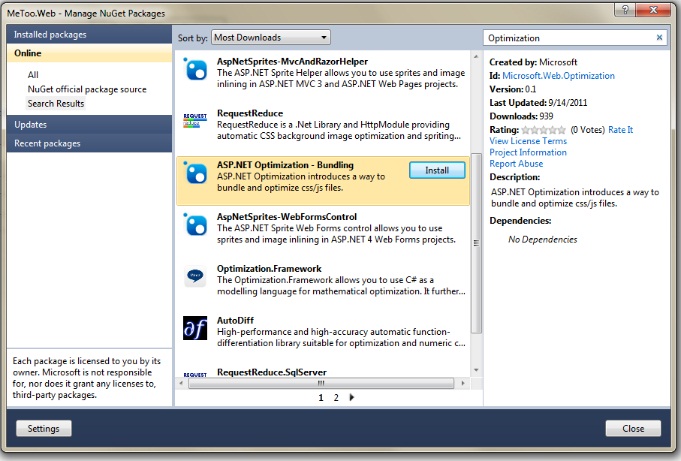 MeToo.Web - Manage NuGet Packages
Installed packages
Online
All
NuGet official package source
Search Results
Updates
Recent packages
Each package is licensed to you by its
owner. Microsoft is not responsible
for, nor does it grant any licenses to,
third-party packages.
Settings
Sort by: Most Downloads
AspNetSprites-MvcAndRazorHelper
The ASP.NET Sprite Helper allows you to use sprites and image
inlining in ASP.NET MVC 3 and ASP.NET Web Pages projects.
REQUEST
RequestReduce
RequestReduce is a .Net Library and HttpModule providing
automatic CSS background image optimization and spriting...
ASP.NET Optimization - Bundling
ASP.NET Optimization introduces a way to
bundle and optimize css/js files.
Install
AspNetSprites-WebFormsControl
The ASP.NET Sprite Web Forms control allows you to use
sprites and image inlining in ASP.NET 4 Web Forms projects.
Optimization.Framework
The Optimization.Framework allows you to use C# as a
modelling language for mathematical optimization. It further...
∂f
AutoDiff
High-performance and high-accuracy automatic function-
differentiation library suitable for optimization and numeric c...
REQUEST
RequestReduce.SqlServer
1 2
Optimization
Created by: Microsoft
Id: Microsoft.Web.Optimization
Version: 0.1
Last Updated: 9/14/2011
Downloads: 939
Rating: (0 Votes) Rate It
View License Terms
Project Information
Report Abuse
Description:
ASP.NET Optimization introduces a way to
bundle and optimize css/js files.
Dependencies:
No Dependencies
Close